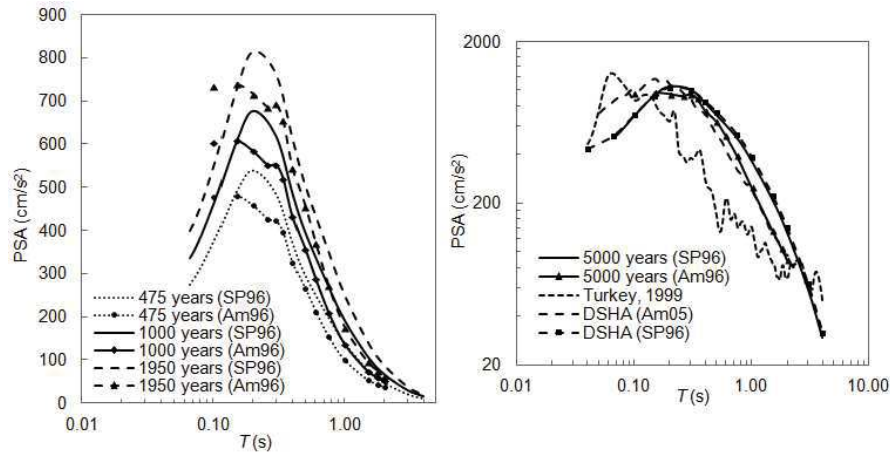 900
800
700
600
500
400
300
200
100
0
PSA (cm/s²)
475 years (SP96)
475 years (Am96)
1000 years (SP96)
1000 years (Am96)
1950 years (SP96)
1950 years (Am96)
0.01
0.10
1.00
T (s)
2000
200
20
PSA (cm/s²)
5000 years (SP96)
5000 years (Am96)
Turkey, 1999
DSHA (Am05)
DSHA (SP96)
0.01
0.10
1.00
10.00
T (s)